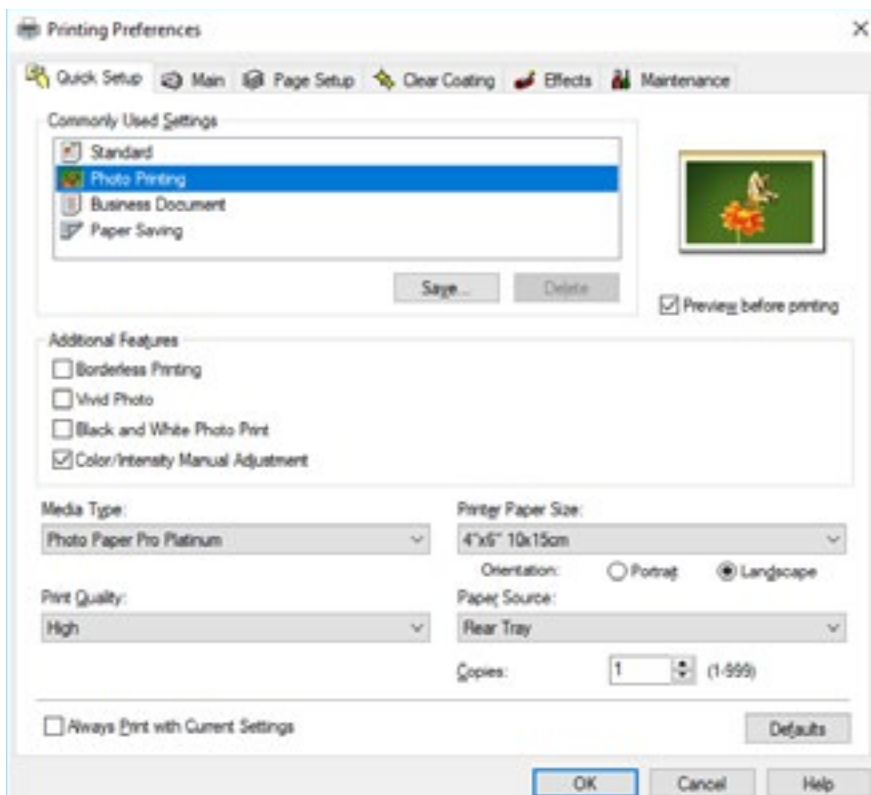 Printing Preferences
Quick Setup Main Page Setup Clear Coating Effects Maintenance
Commonly Used Settings
Standard
Photo Printing
Business Document
Paper Saving
Save... Delete
Preview before printing
Additional Features
Borderless Printing
Vivid Photo
Black and White Photo Print
Color/Intensity Manual Adjustment
Media Type: Printer Paper Size:
Photo Paper Pro Platinum 4"x6" 10x15cm
Orientation: Portrait Landscape
Print Quality: Paper Source:
High Rear Tray
Copies: 1 (1-999)
Always Print with Current Settings Defaults
OK Cancel Help